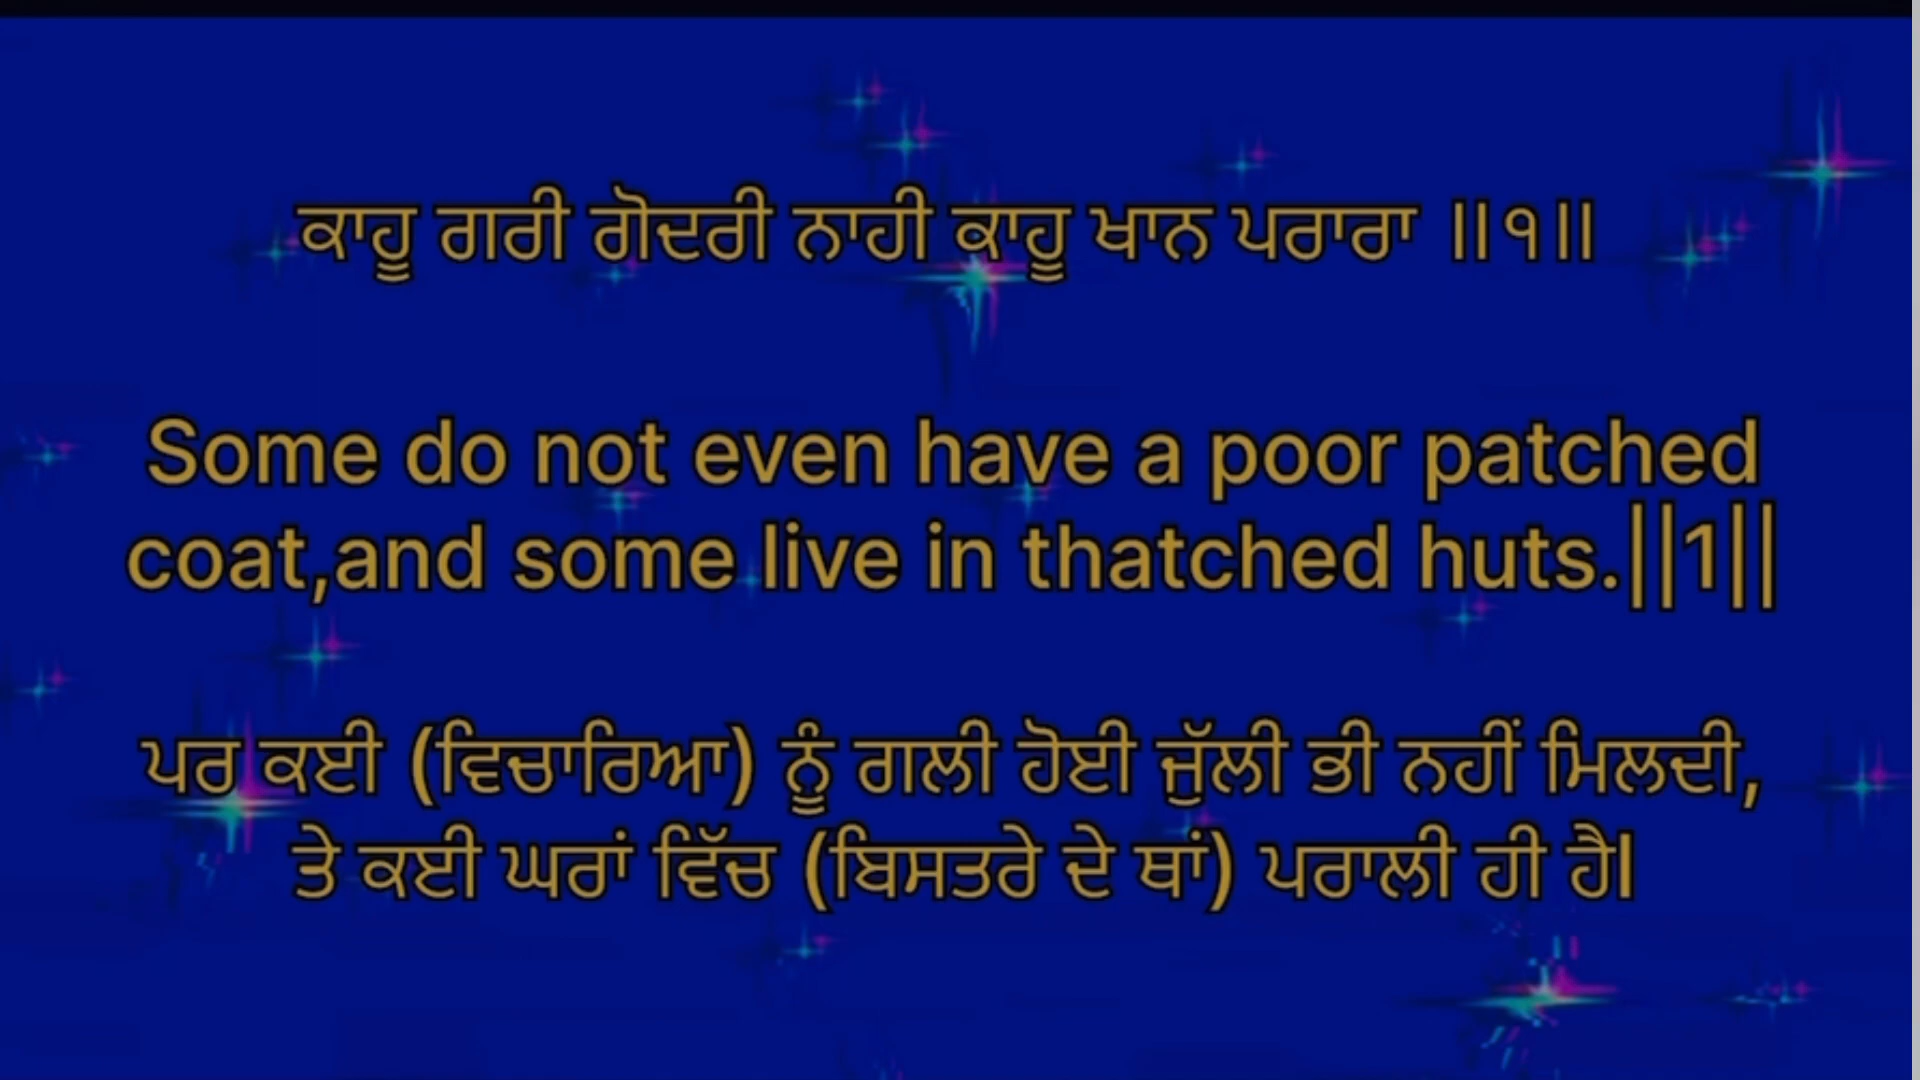 ਕਾਹੂ ਗਰੀ ਗੋਦਰੀ ਨਾਹੀ ਕਾਹੂ ਖਾਨ ਪਰਾਰਾ ॥੧॥
Some do not even have a poor patched
coat,and some live in thatched huts.||1||
ਪਰ ਕਈ (ਵਿਚਾਰਿਆ) ਨੂੰ ਗਲੀ ਹੋਈ ਜੁੱਲੀ ਭੀ ਨਹੀਂ ਮਿਲਦੀ,
ਤੇ ਕਈ ਘਰਾਂ ਵਿੱਚ (ਬਿਸਤਰੇ ਦੇ ਥਾਂ) ਪਰਾਲੀ ਹੀ ਹੈ।